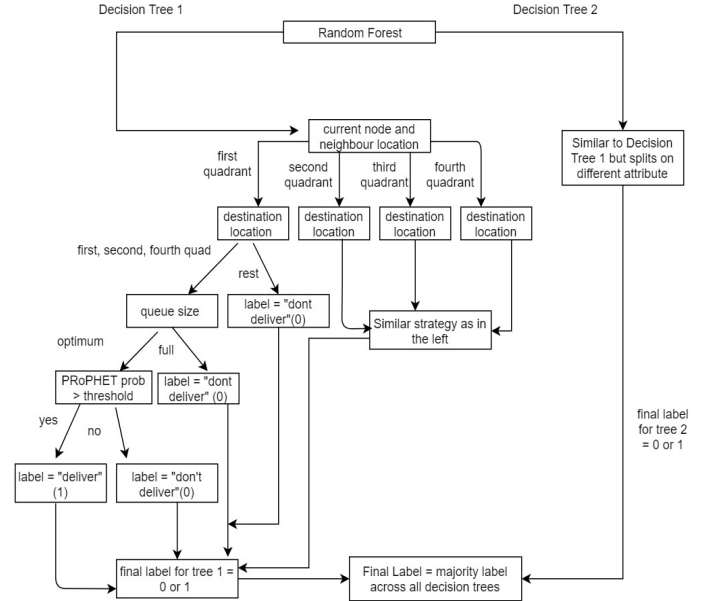 Decision Tree 1
Decision Tree 2
Random Forest
current node and
neighbour location
Similar to Decision
Tree 1 but splits on
different attribute
first
quadrant
second
quadrant
third
quadrant
fourth
quadrant
destination
location
destination
location
destination
location
destination
location
first, second, fourth quad
rest
queue size
label = "dont
deliver"(0)
Similar strategy as in
the left
optimum
full
PRoPHET prob
> threshold
label = "dont
deliver" (0)
yes
no
final label
for tree 2
= 0 or 1
label = "deliver"
(1)
label = "don't
deliver"(0)
final label for tree 1 =
0 or 1
Final Label = majority label
across all decision trees